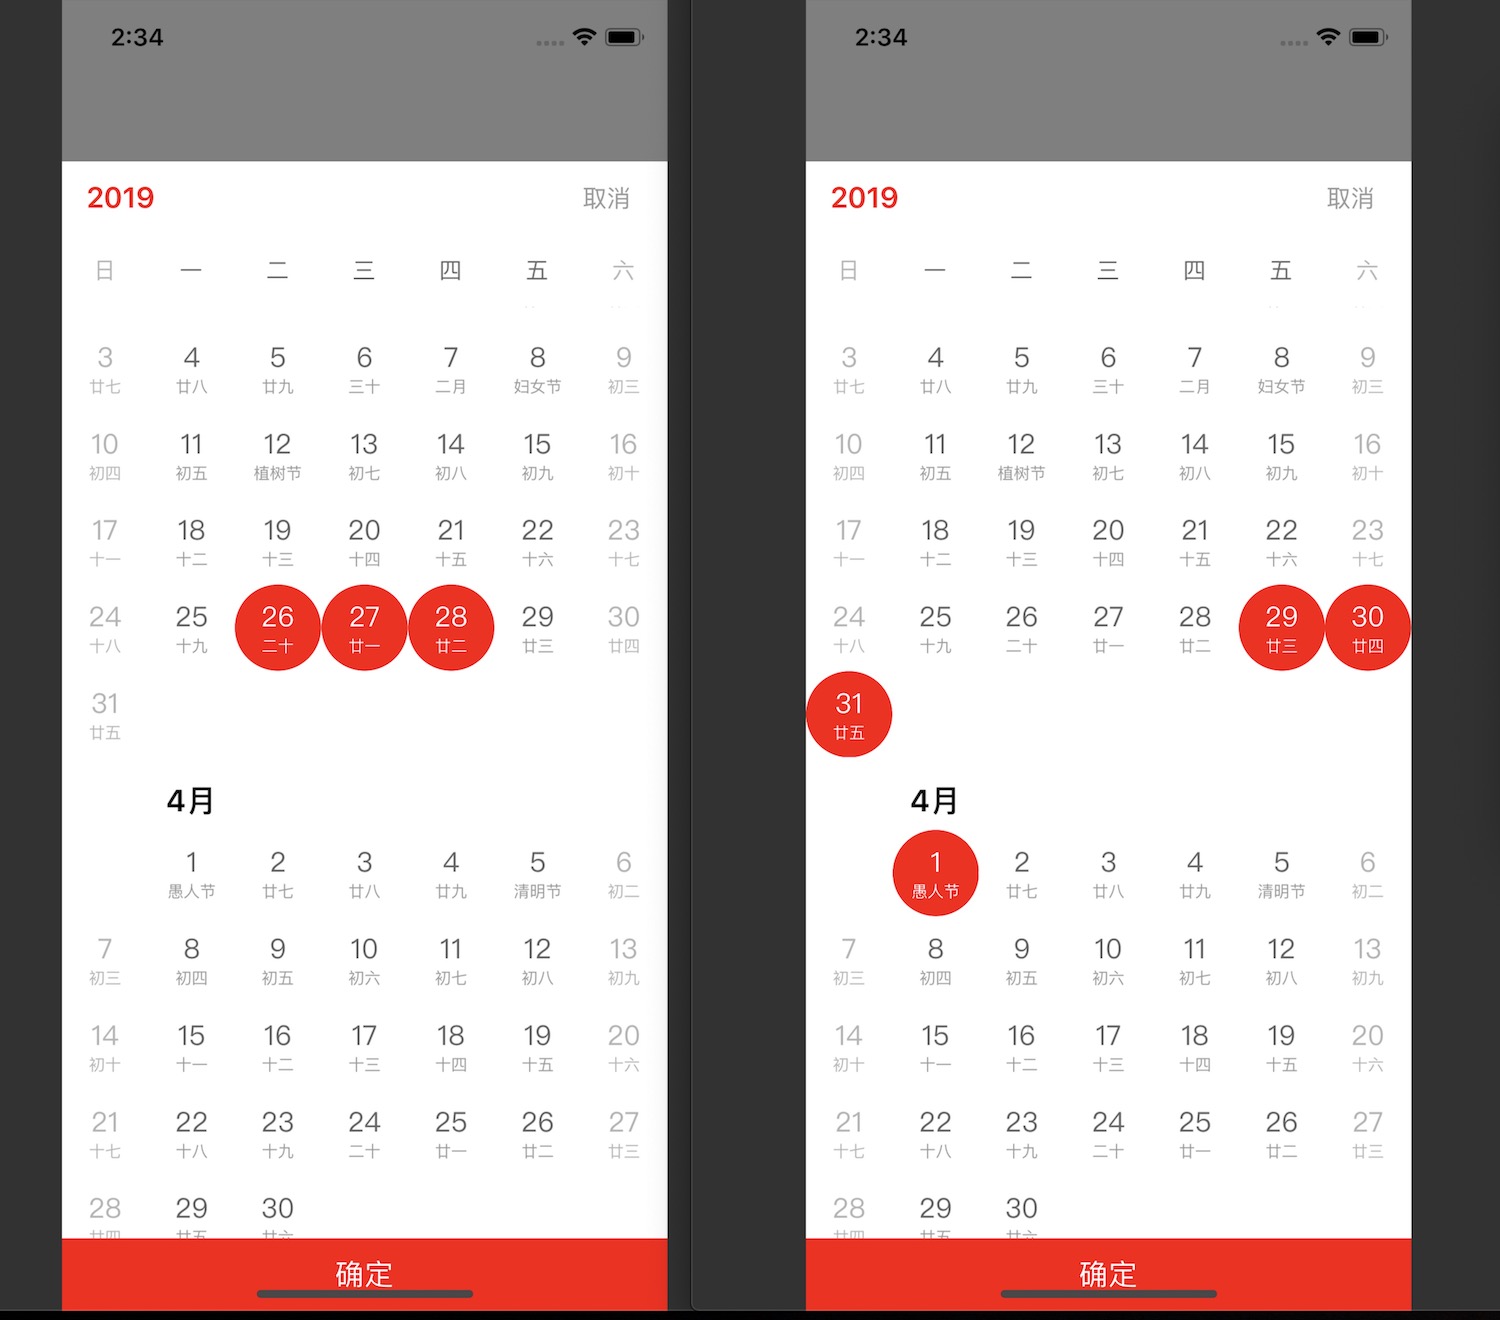 2:34
2019 取消
日 一 二 三 四 五 六
3 4 5 6 7 8 9
廿七 廿八 廿九 三十 二月 妇女节 初三
10 11 12 13 14 15 16
初四 初五 植树节 初七 初八 初九 初十
17 18 19 20 21 22 23
十一 十二 十三 十四 十五 十六 十七
24 25 26 27 28 29 30
十八 十九 二十 廿一 廿二 廿三 廿四
31
廿五
4月
1 2 3 4 5 6
愚人节 廿七 廿八 廿九 清明节 初二
7 8 9 10 11 12 13
初三 初四 初五 初六 初七 初八 初九
14 15 16 17 18 19 20
初十 十一 十二 十三 十四 十五 十六
21 22 23 24 25 26 27
十七 十八 十九 二十 廿一 廿二 廿三
28 29 30
廿四 廿五 廿六
确定
2:34
2019 取消
日 一 二 三 四 五 六
3 4 5 6 7 8 9
廿七 廿八 廿九 三十 二月 妇女节 初三
10 11 12 13 14 15 16
初四 初五 植树节 初七 初八 初九 初十
17 18 19 20 21 22 23
十一 十二 十三 十四 十五 十六 十七
24 25 26 27 28 29 30
十八 十九 二十 廿一 廿二 廿三 廿四
31
廿五
4月
1 2 3 4 5 6
愚人节 廿七 廿八 廿九 清明节 初二
7 8 9 10 11 12 13
初三 初四 初五 初六 初七 初八 初九
14 15 16 17 18 19 20
初十 十一 十二 十三 十四 十五 十六
21 22 23 24 25 26 27
十七 十八 十九 二十 廿一 廿二 廿三
28 29 30
廿四 廿五 廿六
确定